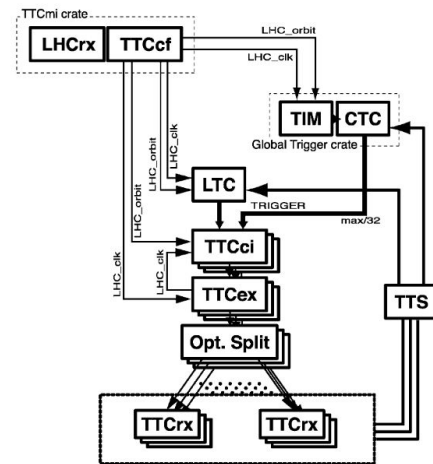 TTCmi crate
LHCrx
TTCcf
LHC_orbit
LHC_clk
TIM
CTC
Global Trigger crate
LHC_clk
LHC_orbit
LHC_orbit
LTC
TRIGGER
max/32
TTCci
LHC_clk
LHC_clk
TTCex
TTS
Opt. Split
TTCrx
TTCrx